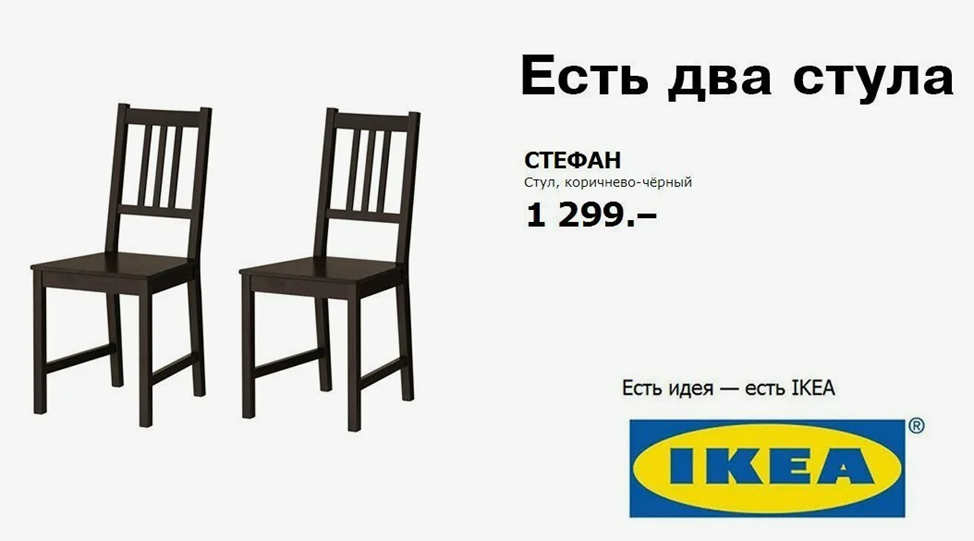 Есть два стула
СТЕФАН
Стул, коричнево-чёрный
1 299.–
Есть идея — есть IKEA
IKEA®